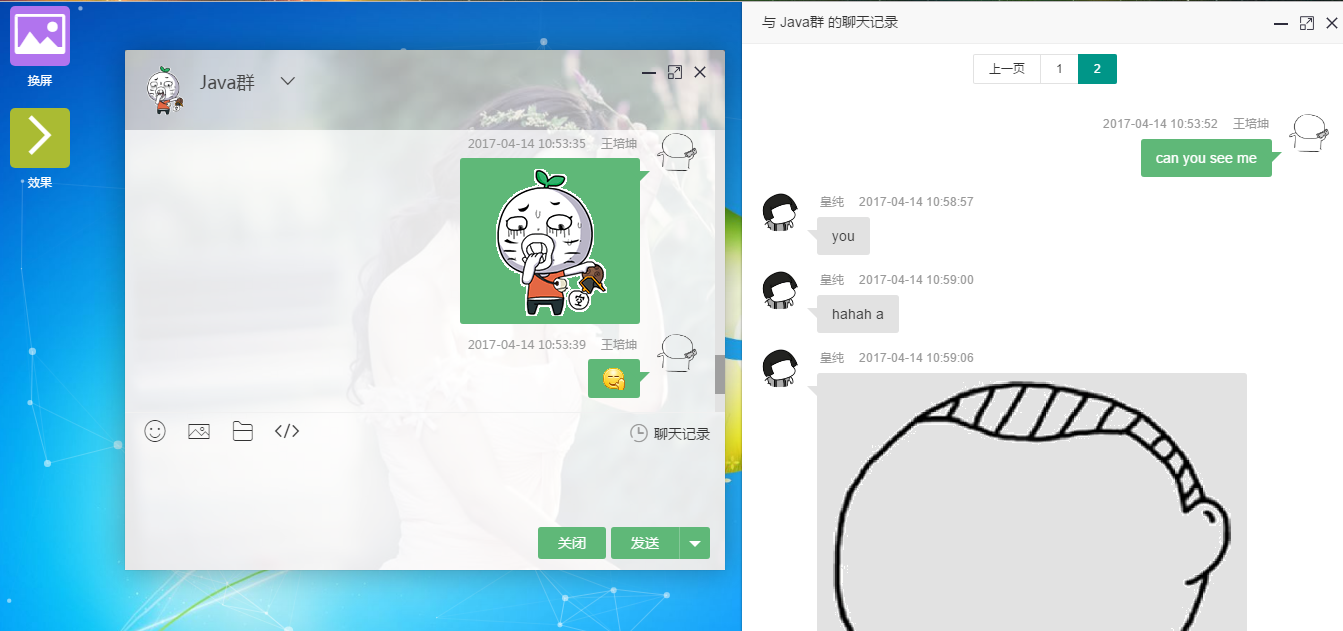 换屏
效果
Java群
2017-04-14 10:53:35 王培坤
空
2017-04-14 10:53:39 王培坤
聊天记录
关闭
发送
与 Java群 的聊天记录
上一页 1 2
2017-04-14 10:53:52 王培坤
can you see me
皇纯 2017-04-14 10:58:57
you
皇纯 2017-04-14 10:59:00
hahah a
皇纯 2017-04-14 10:59:06